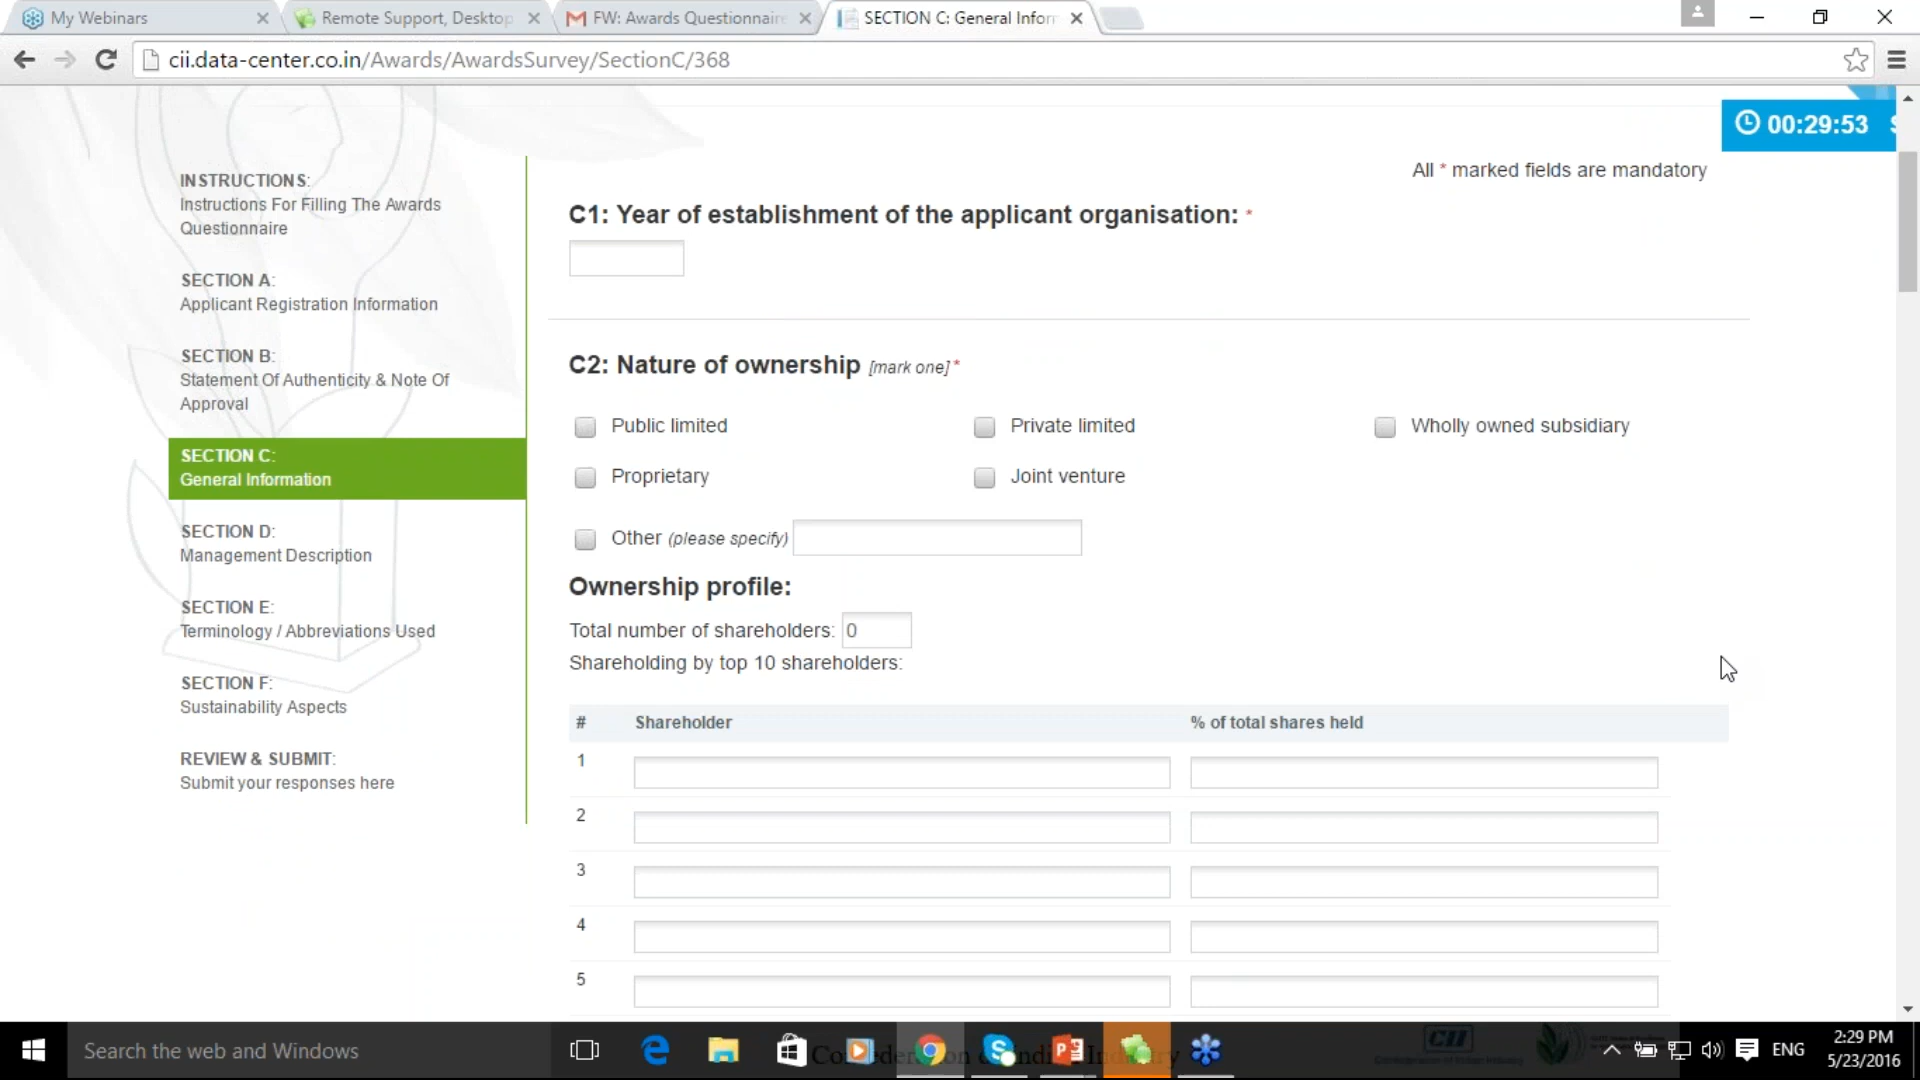 My Webinars
Remote Support, Desktop
FW: Awards Questionnaire
SECTION C: General Inform
cii.data-center.co.in/Awards/AwardsSurvey/SectionC/368
00:29:53
All * marked fields are mandatory
INSTRUCTIONS:
Instructions For Filling The Awards
Questionnaire
SECTION A:
Applicant Registration Information
SECTION B:
Statement Of Authenticity & Note Of
Approval
SECTION C:
General Information
SECTION D:
Management Description
SECTION E:
Terminology / Abbreviations Used
SECTION F:
Sustainability Aspects
REVIEW & SUBMIT:
Submit your responses here
C1: Year of establishment of the applicant organisation: *
C2: Nature of ownership [mark one] *
Public limited Private limited Wholly owned subsidiary
Proprietary Joint venture
Other (please specify)
Ownership profile:
Total number of shareholders: 0
Shareholding by top 10 shareholders:
# Shareholder % of total shares held
1
2
3
4
5
Search the web and Windows
CII
ENG
2:29 PM
5/23/2016